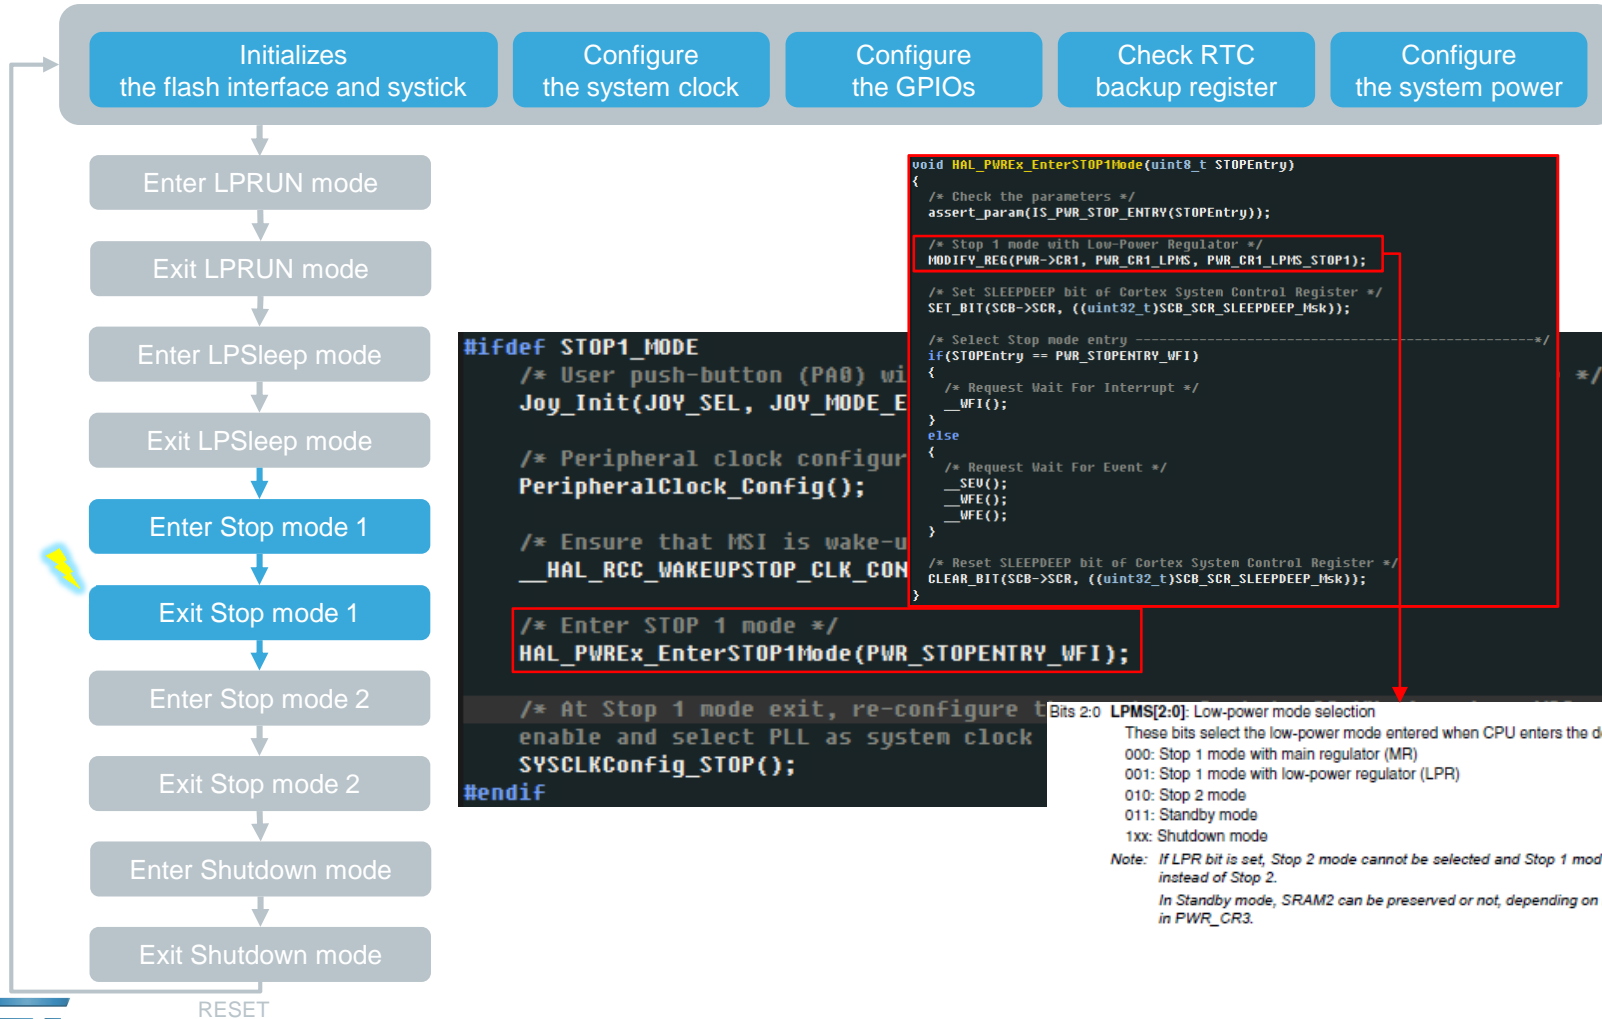 Initializes
the flash interface and systick
Configure
the system clock
Configure
the GPIOs
Check RTC
backup register
Configure
the system power
Enter LPRUN mode
Exit LPRUN mode
Enter LPSleep mode
Exit LPSleep mode
Enter Stop mode 1
Exit Stop mode 1
Enter Stop mode 2
Exit Stop mode 2
Enter Shutdown mode
Exit Shutdown mode
RESET
void HAL_PWREx_EnterSTOP1Mode(uint8_t STOPEntry)
{
/* Check the parameters */
assert_param(IS_PWR_STOP_ENTRY(STOPEntry));
/* Stop 1 mode with Low-Power Regulator */
MODIFY_REG(PWR->CR1, PWR_CR1_LPMS, PWR_CR1_LPMS_STOP1);
/* Set SLEEPDEEP bit of Cortex System Control Register */
SET_BIT(SCB->SCR, ((uint32_t)SCB_SCR_SLEEPDEEP_Msk));
/* Select Stop mode entry --------------------------------------------------*/
if(STOPEntry == PWR_STOPENTRY_WFI)
{
/* Request Wait For Interrupt */
__WFI();
}
else
{
/* Request Wait For Event */
__SEV();
__WFE();
__WFE();
}
/* Reset SLEEPDEEP bit of Cortex System Control Register */
CLEAR_BIT(SCB->SCR, ((uint32_t)SCB_SCR_SLEEPDEEP_Msk));
}
#ifdef STOP1_MODE
/* User push-button (PA0) wi */
Joy_Init(JOY_SEL, JOY_MODE_E
/* Peripheral clock configur
PeripheralClock_Config();
/* Ensure that MSI is wake-u
__HAL_RCC_WAKEUPSTOP_CLK_CON
/* Enter STOP 1 mode */
HAL_PWREx_EnterSTOP1Mode(PWR_STOPENTRY_WFI);
/* At Stop 1 mode exit, re-configure t
enable and select PLL as system clock
SYSCLKConfig_STOP();
#endif
Bits 2:0 LPMS[2:0]: Low-power mode selection
These bits select the low-power mode entered when CPU enters the d
000: Stop 1 mode with main regulator (MR)
001: Stop 1 mode with low-power regulator (LPR)
010: Stop 2 mode
011: Standby mode
1xx: Shutdown mode
Note: If LPR bit is set, Stop 2 mode cannot be selected and Stop 1 mod
instead of Stop 2.
In Standby mode, SRAM2 can be preserved or not, depending on
in PWR_CR3.